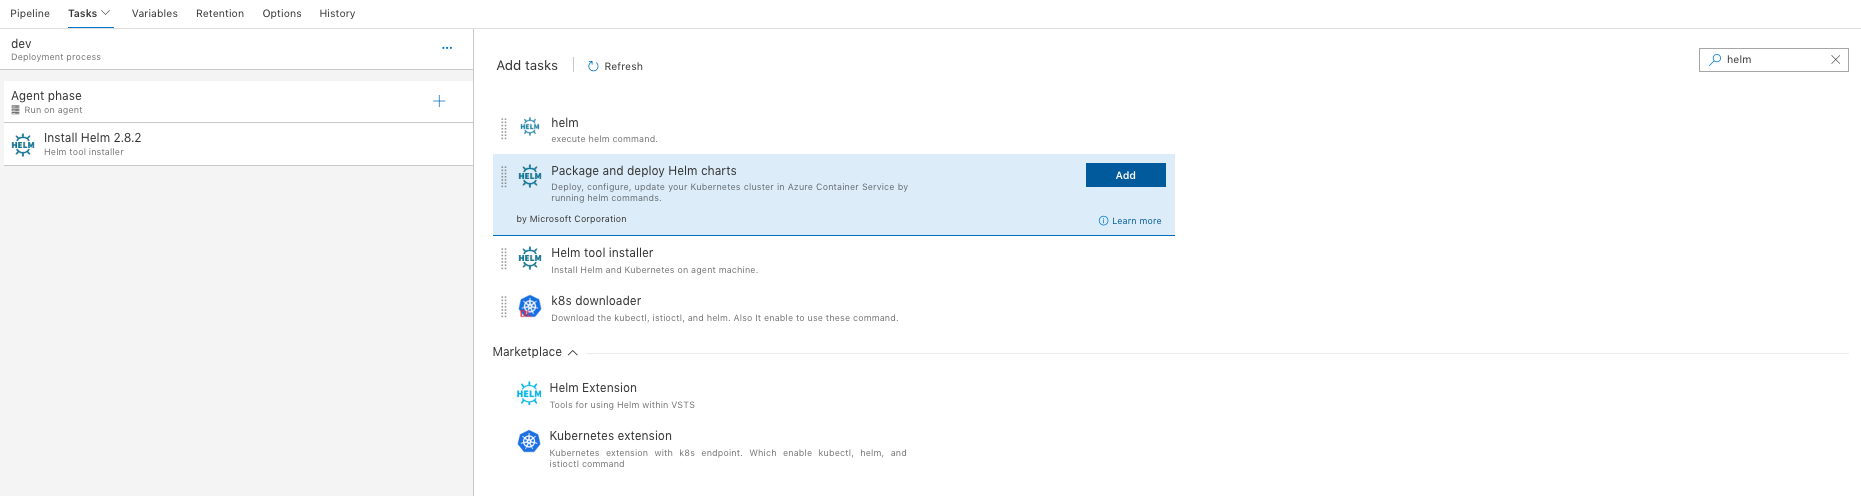 Pipeline Tasks Variables Retention Options History
dev
Deployment process
...
Agent phase
Run on agent
HELM
Install Helm 2.8.2
Helm tool installer
Add tasks
Refresh
helm
HELM
helm
execute helm command.
HELM
Package and deploy Helm charts
Deploy, configure, update your Kubernetes cluster in Azure Container Service by
running helm commands.
Add
by Microsoft Corporation
Learn more
HELM
Helm tool installer
Install Helm and Kubernetes on agent machine.
k8s downloader
Download the kubectl, istioctl, and helm. Also It enable to use these command.
Marketplace
HELM
Helm Extension
Tools for using Helm within VSTS
Kubernetes extension
Kubernetes extension with k8s endpoint. Which enable kubectl, helm, and
istioctl command